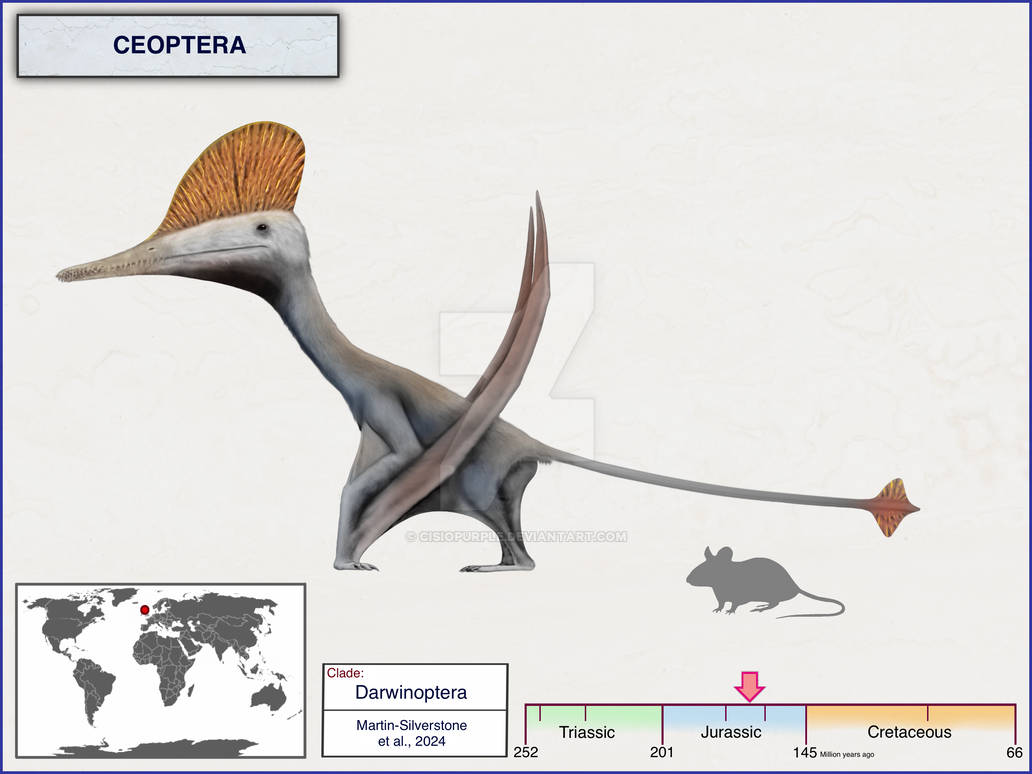 CEOPTERA
© CISIOPURPLE.DEVIANTART.COM
Clade:
Darwinoptera
Martin-Silverstone
et al., 2024
Triassic
Jurassic
Cretaceous
252
201
145 Million years ago
66